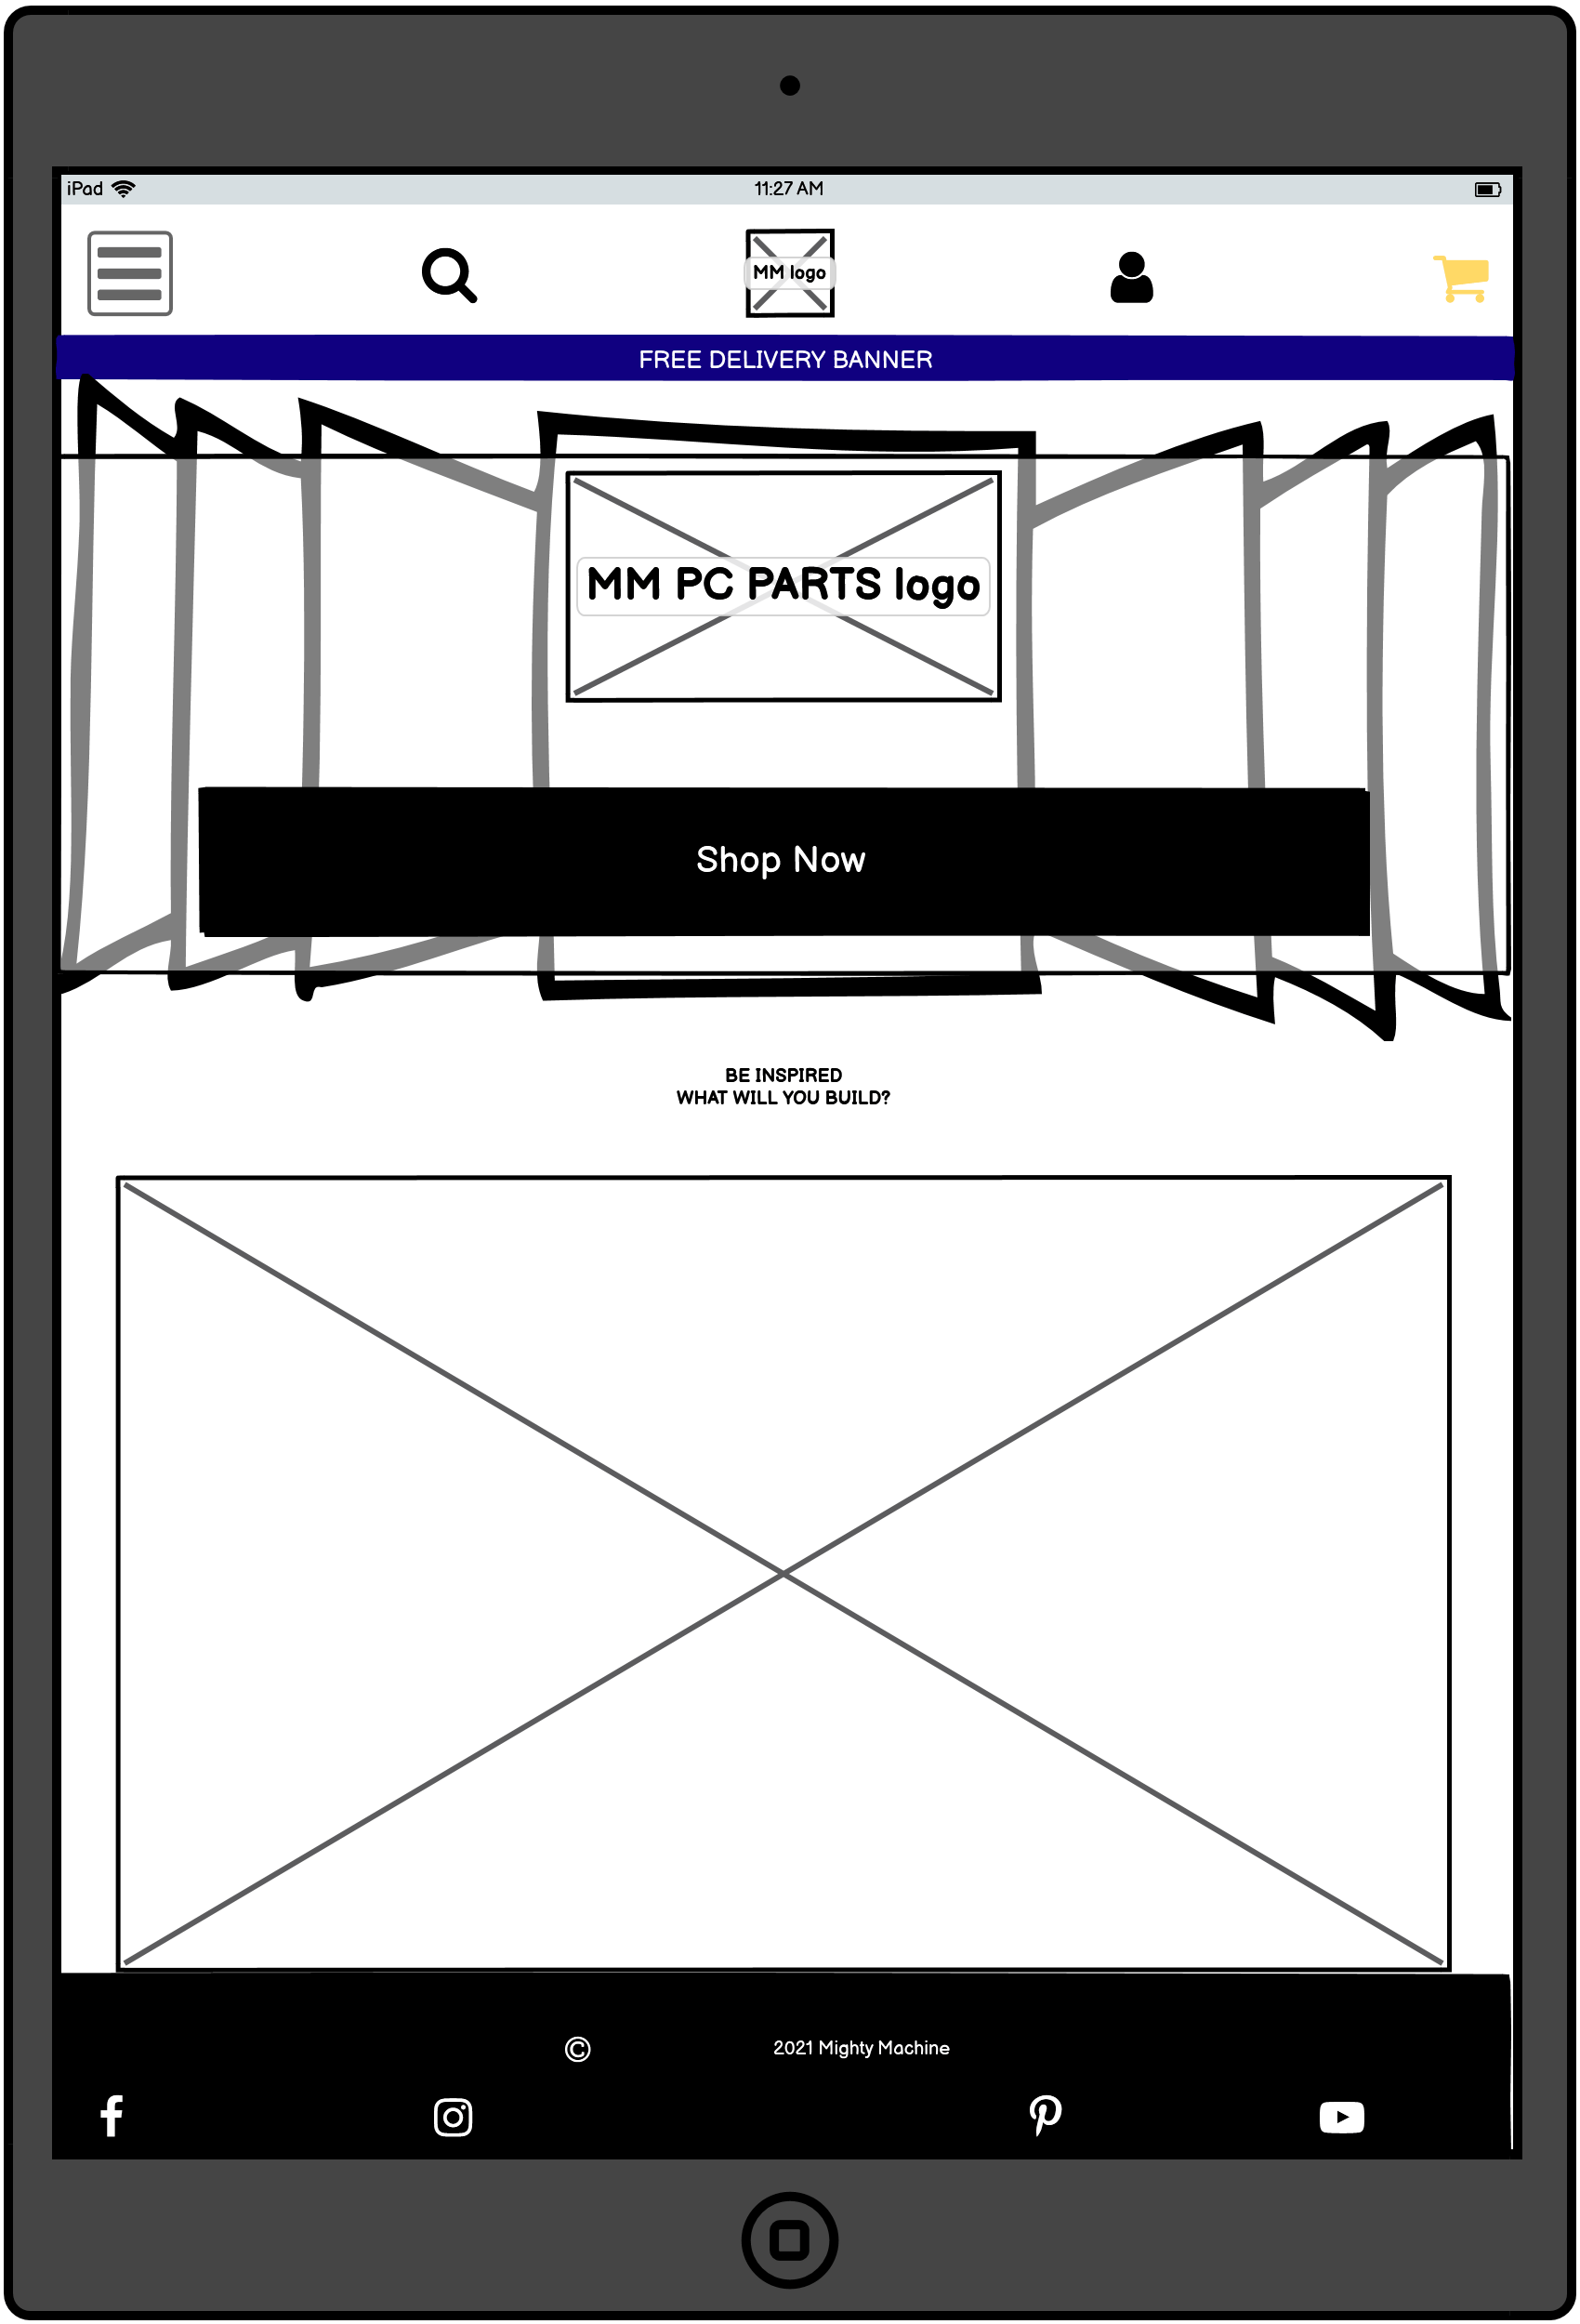 iPad
11:27 AM
MM logo
FREE DELIVERY BANNER
MM PC PARTS logo
Shop Now
BE INSPIRED
WHAT WILL YOU BUILD?
© 2021 Mighty Machine